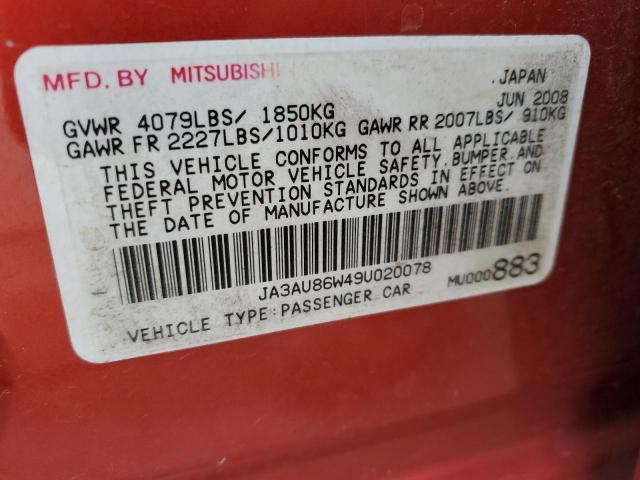 MFD. BY MITSUBISHI .JAPAN
JUN 2008
GVWR 4079LBS/ 1850KG
GAWR FR 2227LBS/1010KG GAWR RR 2007LBS/ 910KG
THIS VEHICLE CONFORMS TO ALL APPLICABLE
FEDERAL MOTOR VEHICLE SAFETY.BUMPER.AND
THEFT PREVENTION STANDARDS IN EFFECT ON
THE DATE OF MANUFACTURE SHOWN ABOVE.
JA3AU86W49U020078 MU000883
VEHICLE TYPE:PASSENGER CAR